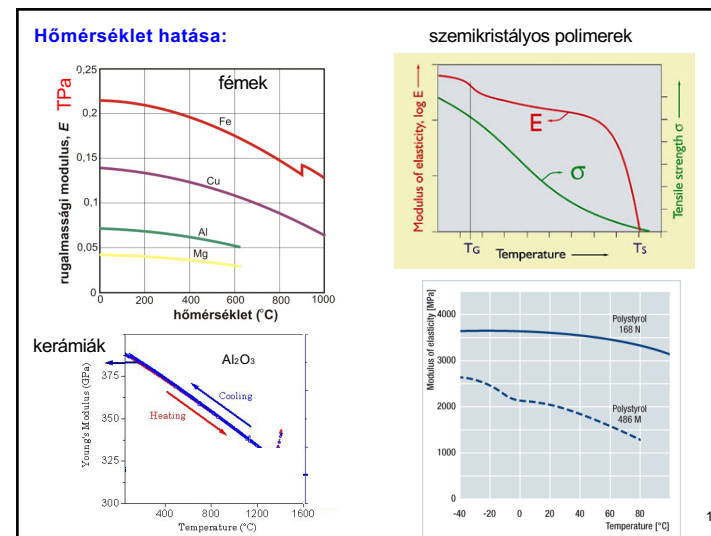 Hőmérséklet hatása:
szemikristályos polimerek
fémek
TPa
rugalmassági modulus, E
0,25
0,2
0,15
0,1
0,05
0
Fe
Cu
Al
Mg
0 200 400 600 800 1000
hőmérséklet (°C)
Modulus of elasticity, log E
E
σ
Tensile strength σ
TG Temperature TS
kerámiák
Al2O3
Young's Modulus (GPa)
375
350
325
300
Cooling
Heating
400 800 1200 1600
Temperature (°C)
Modulus of elasticity [MPa]
4000
3000
2000
1000
0
Polystyrol
168 N
Polystyrol
486 M
-40 -20 0 20 40 60 80
Temperature [°C]
1